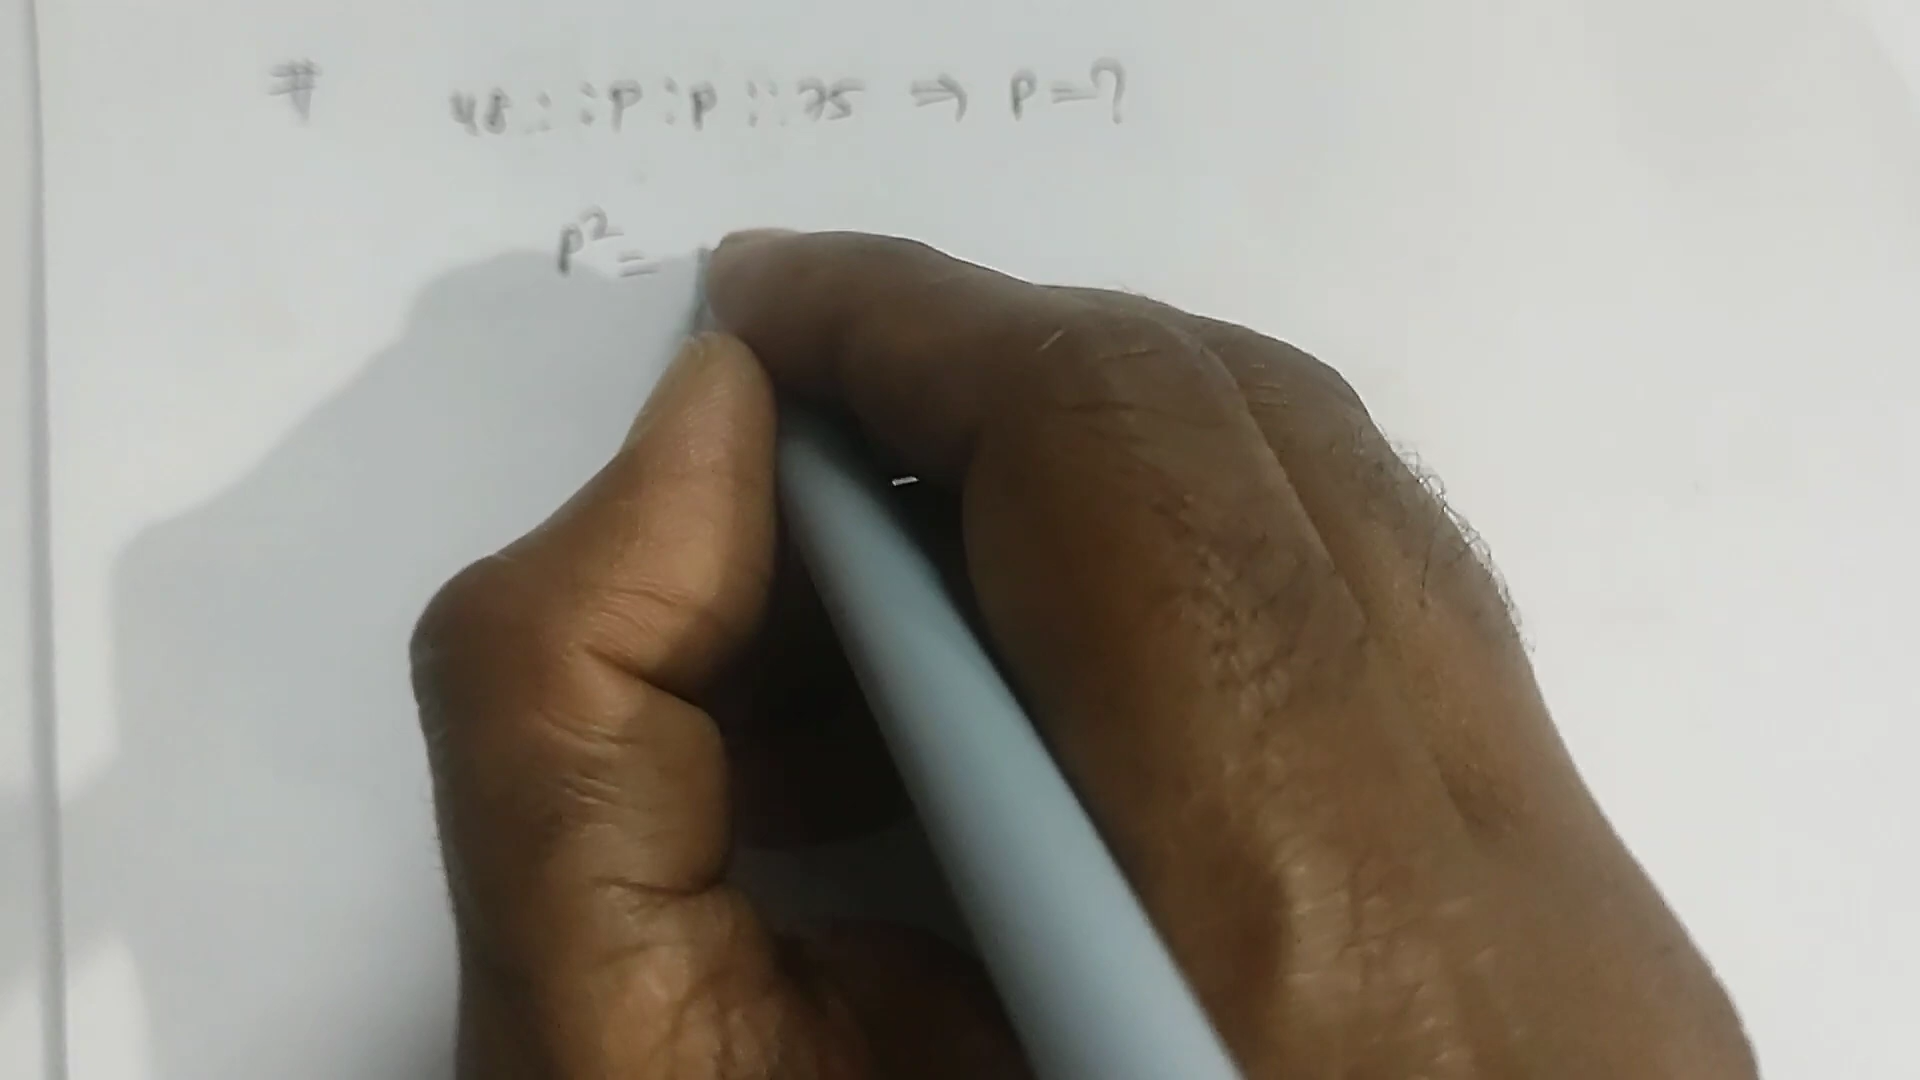 # 48 : : P : P : : 75 ⇒ P = ?
P² =